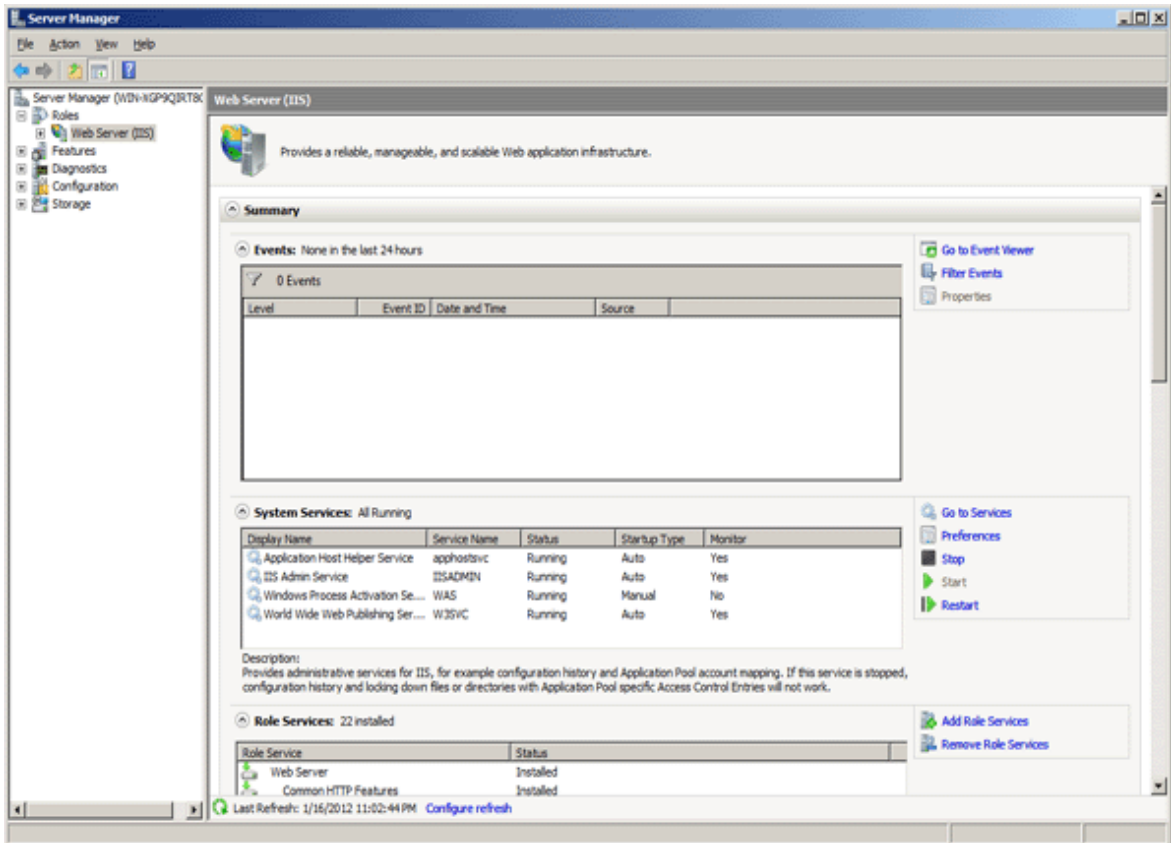 Server Manager
File Action View Help
Server Manager (WIN-XGP9QIRT8C
Roles
Web Server (IIS)
Features
Diagnostics
Configuration
Storage
Web Server (IIS)
Provides a reliable, manageable, and scalable Web application infrastructure.
Summary
Events: None in the last 24 hours
0 Events
Level Event ID Date and Time Source
Go to Event Viewer
Filter Events
Properties
System Services: All Running
Display Name Service Name Status Startup Type Monitor
Application Host Helper Service apphostsvc Running Auto Yes
IIS Admin Service IISADMIN Running Auto Yes
Windows Process Activation Se... WAS Running Manual No
World Wide Web Publishing Ser... W3SVC Running Auto Yes
Description:
Provides administrative services for IIS, for example configuration history and Application Pool account mapping. If this service is stopped,
configuration history and locking down files or directories with Application Pool specific Access Control Entries will not work.
Go to Services
Preferences
Stop
Start
Restart
Role Services: 22 installed
Role Service Status
Web Server Installed
Common HTTP Features Installed
Add Role Services
Remove Role Services
Last Refresh: 1/16/2012 11:02:44 PM Configure refresh